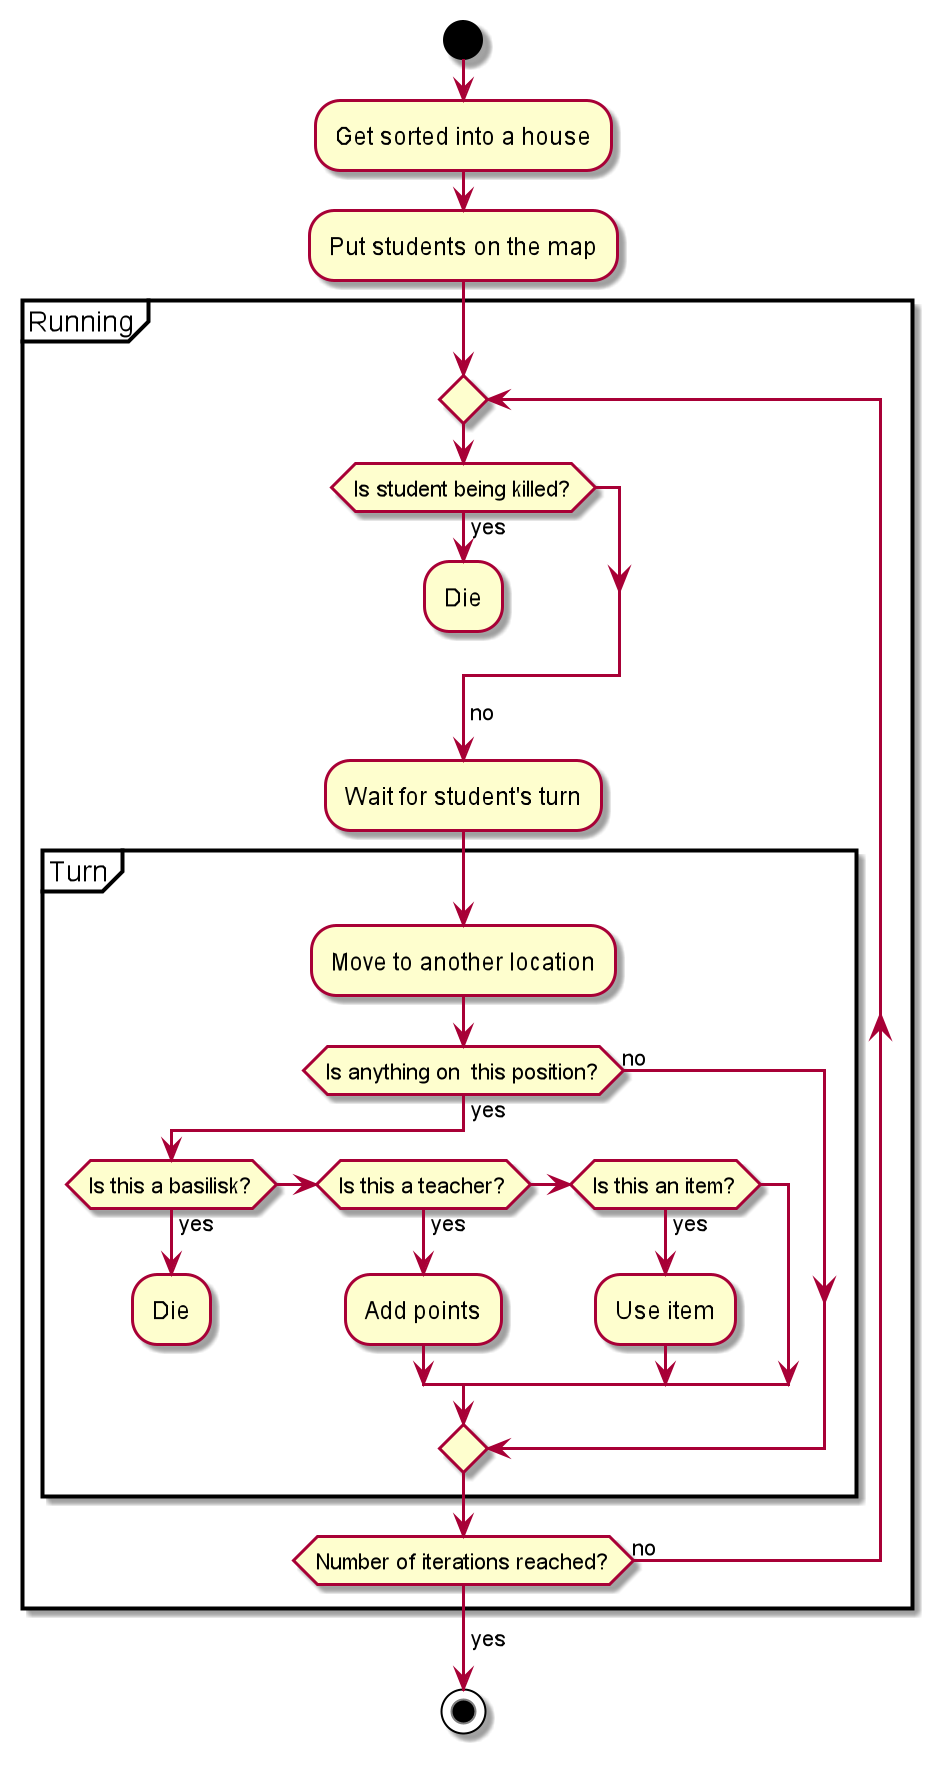 Get sorted into a house
Put students on the map
Running
Is student being killed?
yes
Die
no
Wait for student's turn
Turn
Move to another location
Is anything on  this position?
no
yes
Is this a basilisk?
Is this a teacher?
Is this an item?
yes
yes
yes
Die
Add points
Use item
Number of iterations reached?
no
yes